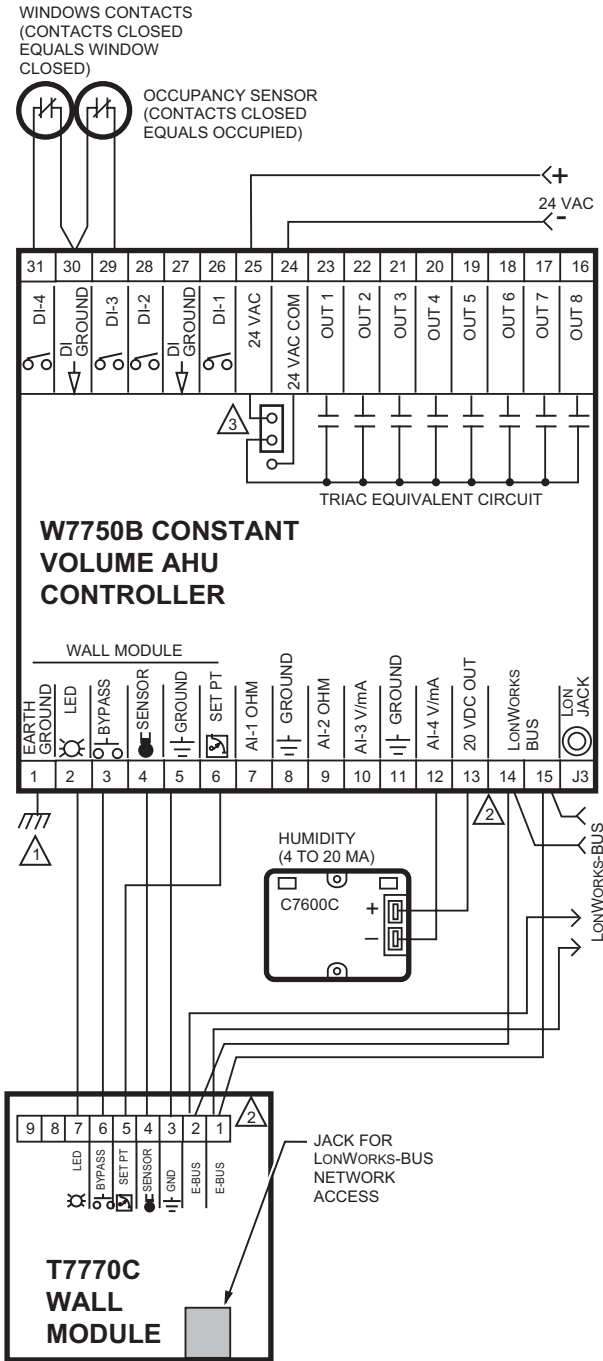 WINDOWS CONTACTS
(CONTACTS CLOSED
EQUALS WINDOW
CLOSED)
OCCUPANCY SENSOR
(CONTACTS CLOSED
EQUALS OCCUPIED)
+
24 VAC
-
31 30 29 28 27 26 25 24 23 22 21 20 19 18 17 16
DI-4
DI
GROUND
DI-3
DI-2
DI
GROUND
DI-1
24 VAC
24 VAC COM
OUT 1
OUT 2
OUT 3
OUT 4
OUT 5
OUT 6
OUT 7
OUT 8
3
TRIAC EQUIVALENT CIRCUIT
W7750B CONSTANT
VOLUME AHU
CONTROLLER
WALL MODULE
EARTH
GROUND
LED
BYPASS
SENSOR
GROUND
SET PT
AI-1 OHM
GROUND
AI-2 OHM
AI-3 V/mA
GROUND
AI-4 V/mA
20 VDC OUT
LONWORKS
BUS
LON
JACK
1 2 3 4 5 6 7 8 9 10 11 12 13 14 15 J3
1
2
HUMIDITY
(4 TO 20 MA)
C7600C
+
–
LONWORKS-BUS
9 8 7 6 5 4 3 2 1
2
LED
BYPASS
SET PT
SENSOR
GND
E-BUS
E-BUS
JACK FOR
LONWORKS-BUS
NETWORK
ACCESS
T7770C
WALL
MODULE